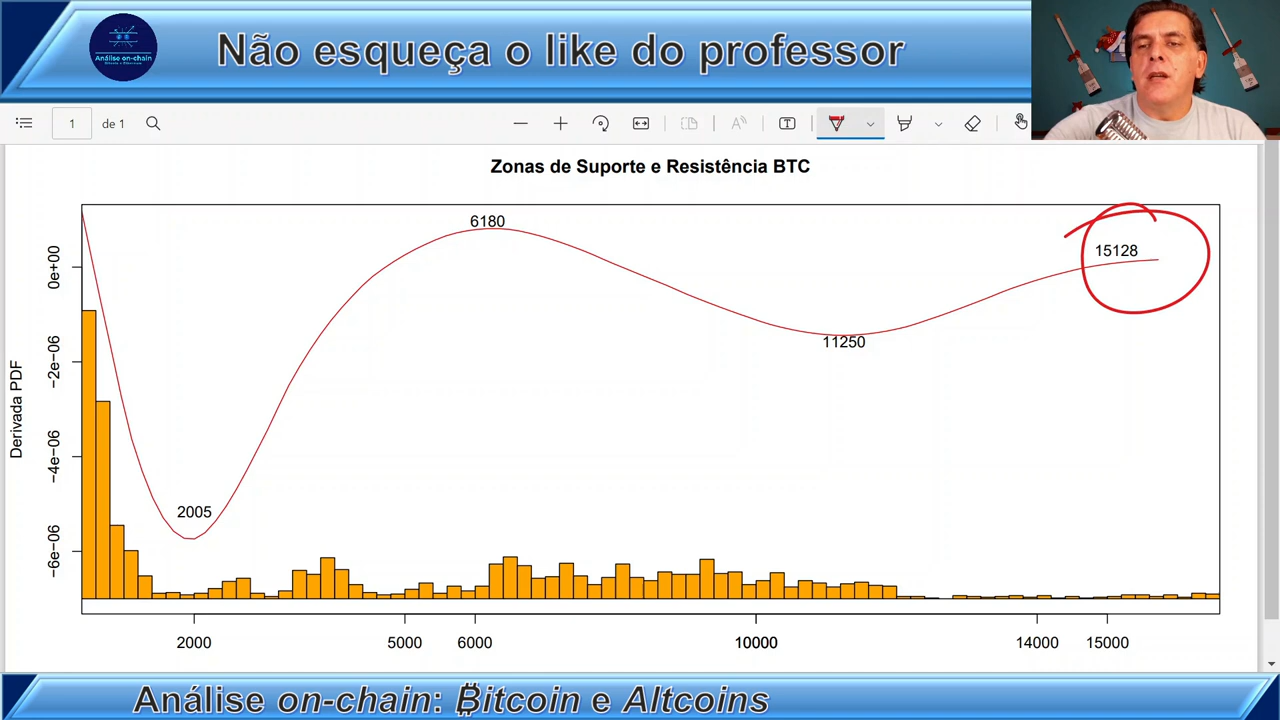 Análise on-chain
Bitcoin e Altcoins
Não esqueça o like do professor
1 de 1
Zonas de Suporte e Resistência BTC
Derivada PDF
0e+00
-2e-06
-4e-06
-6e-06
2005
6180
11250
15128
2000 5000 6000 10000 14000 15000
Análise on-chain: ₿itcoin e Altcoins